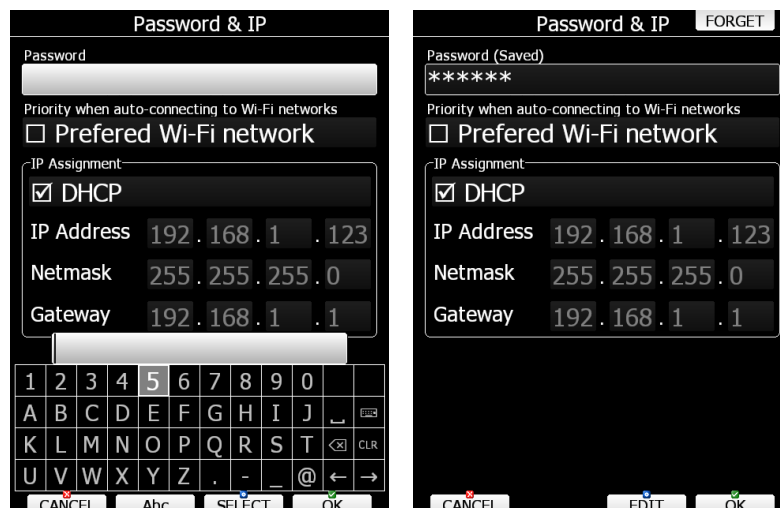 Password & IP
Password
Priority when auto-connecting to Wi-Fi networks
Prefered Wi-Fi network
IP Assignment
DHCP
IP Address 192 . 168 . 1 . 123
Netmask 255 . 255 . 255 . 0
Gateway 192 . 168 . 1 . 1
1 2 3 4 5 6 7 8 9 0
A B C D E F G H I J ␣
K L M N O P Q R S T CLR
U V W X Y Z . - _ @ ← →
CANCEL Abc SELECT OK
Password & IP FORGET
Password (Saved)
******
Priority when auto-connecting to Wi-Fi networks
Prefered Wi-Fi network
IP Assignment
DHCP
IP Address 192 . 168 . 1 . 123
Netmask 255 . 255 . 255 . 0
Gateway 192 . 168 . 1 . 1
CANCEL EDIT OK